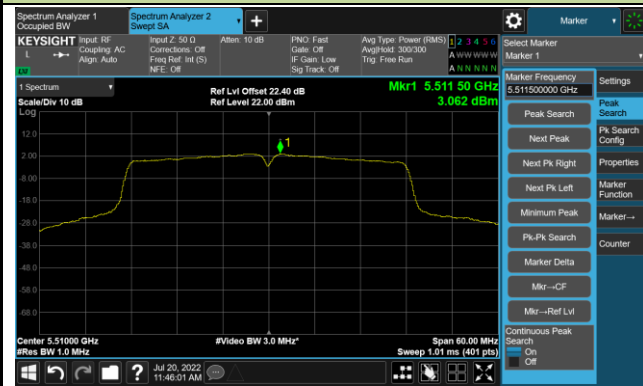 Spectrum Analyzer 1
Occupied BW
Spectrum Analyzer 2
Swept SA
Marker
KEYSIGHT
L
LXI
Input: RF
Coupling: AC
Align: Auto
Input Z: 50 Ω
Corrections: Off
Freq Ref: Int (S)
NFE: Off
Atten: 10 dB
PNO: Fast
Gate: Off
IF Gain: Low
Sig Track: Off
Avg Type: Power (RMS)
Avg|Hold: 300/300
Trig: Free Run
1 2 3 4 5 6
A W W W W W
A N N N N N
Select Marker
Marker 1
1 Spectrum
Scale/Div 10 dB
Log
Ref Lvl Offset 22.40 dB
Ref Level 22.00 dBm
Mkr1 5.511 50 GHz
3.062 dBm
12.0
2.00
-8.00
-18.0
-28.0
-38.0
-48.0
-58.0
-68.0
1
Center 5.51000 GHz
#Res BW 1.0 MHz
#Video BW 3.0 MHz*
Span 60.00 MHz
Sweep 1.01 ms (401 pts)
Marker Frequency
5.511500000 GHz
Peak Search
Next Peak
Next Pk Right
Next Pk Left
Minimum Peak
Pk-Pk Search
Marker Delta
Mkr→CF
Mkr→Ref Lvl
Continuous Peak
Search
On
Off
Settings
Peak
Search
Pk Search
Config
Properties
Marker
Function
Marker→
Counter
Jul 20, 2022
11:46:01 AM